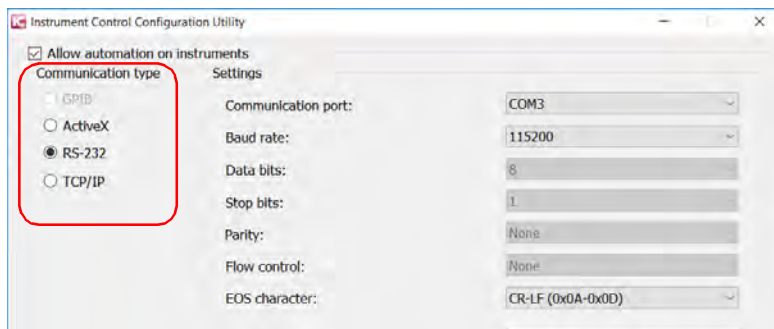 Instrument Control Configuration Utility
Allow automation on instruments
Communication type
Settings
GPIB
ActiveX
RS-232
TCP/IP
Communication port: COM3
Baud rate: 115200
Data bits: 8
Stop bits: 1
Parity: None
Flow control: None
EOS character: CR-LF (0x0A-0x0D)